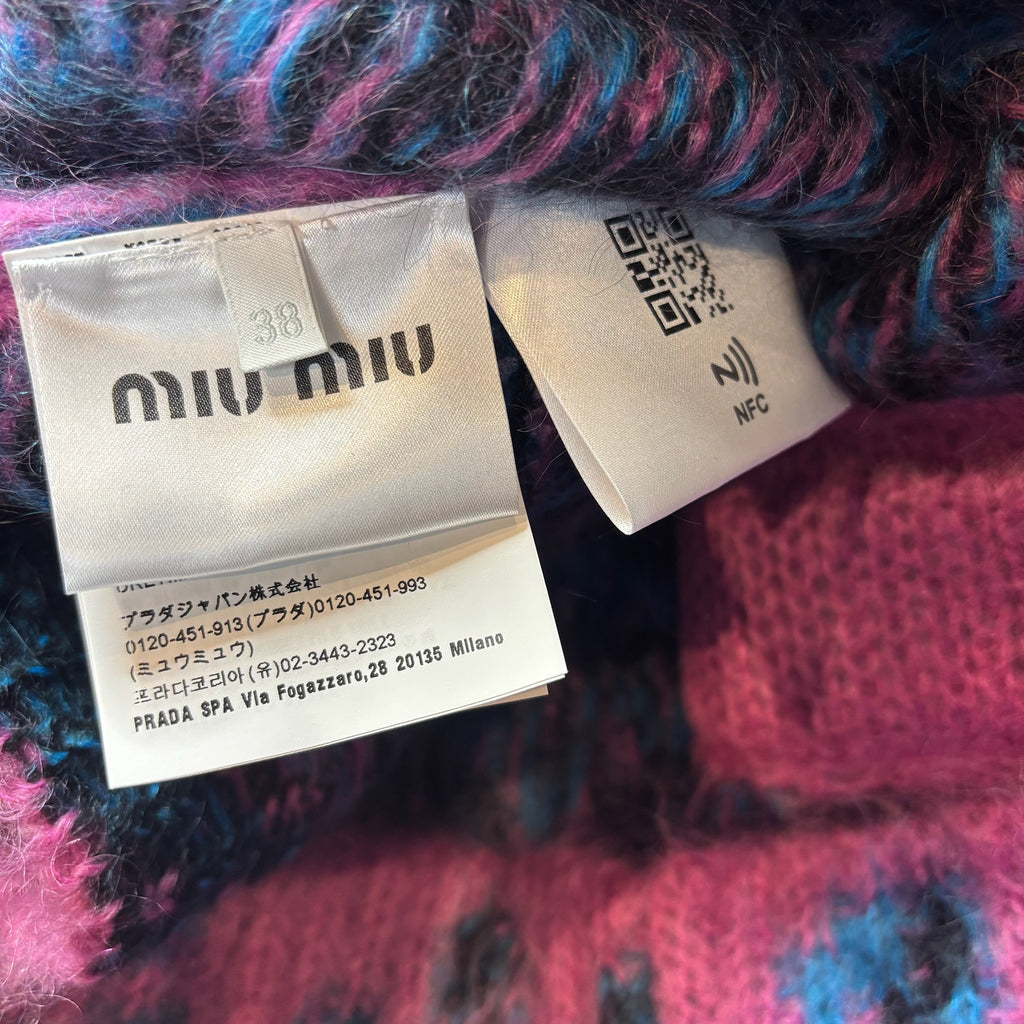 38
miu miu
NFC
プラダジャパン株式会社
0120-451-913(プラダ)0120-451-993
(ミュウミュウ)
프라다코리아(유)02-3443-2323
PRADA SPA Via Fogazzaro,28 20135 Milano